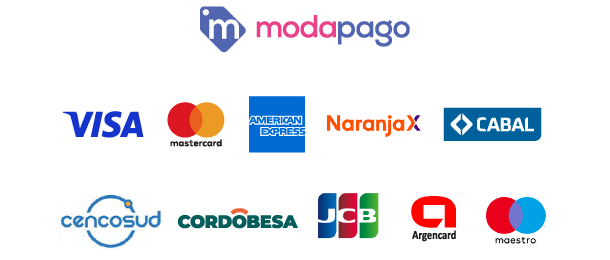 m modapago
VISA mastercard AMERICAN EXPRESS NaranjaX CABAL
cencosud CORDOBESA JCB Argencard maestro